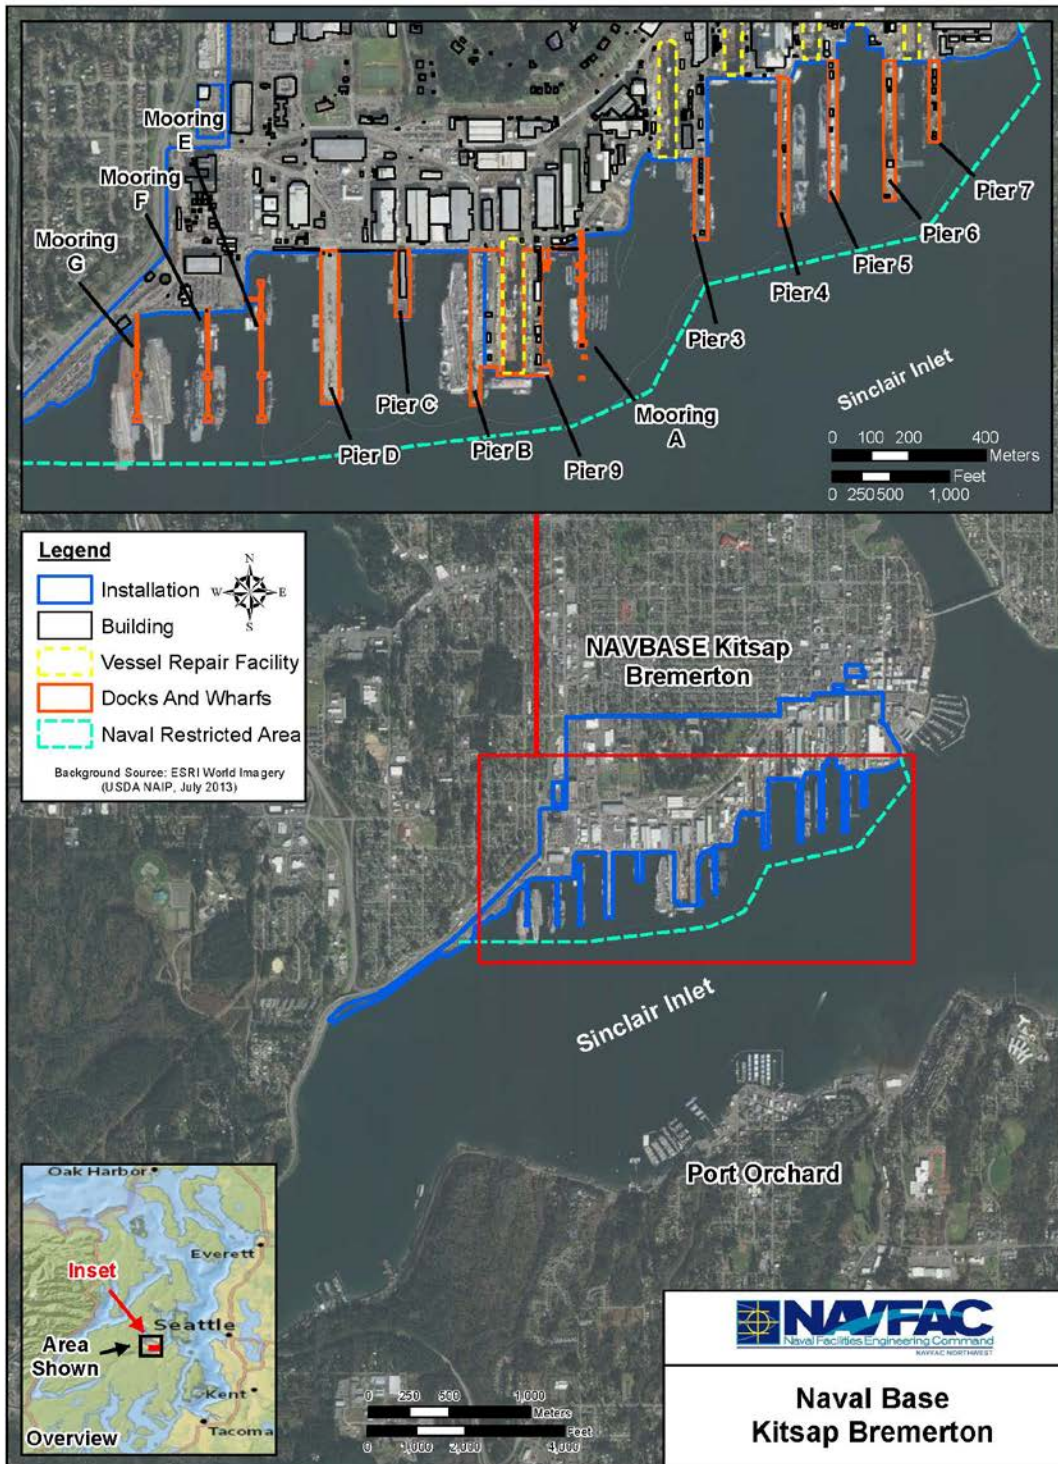 Mooring
E
Mooring
F
Mooring
G
Pier D
Pier C
Pier B
Pier 9
Mooring
A
Pier 3
Pier 4
Pier 5
Pier 6
Pier 7
Sinclair Inlet
0 100 200 400
Meters
Feet
0 250 500 1,000
Legend
Installation
Building
Vessel Repair Facility
Docks And Wharfs
Naval Restricted Area
N
W E
S
Background Source: ESRI World Imagery
(USDA NAIP, July 2013)
NAVBASE Kitsap
Bremerton
Sinclair Inlet
Port Orchard
Oak Harbor
Everett
Inset
Seattle
Area
Shown
Kent
Tacoma
Overview
0 250 500 1,000
Meters
Feet
0 1,000 2,000 4,000
NAVFAC
Naval Facilities Engineering Command
NAVFAC NORTHWEST
Naval Base
Kitsap Bremerton